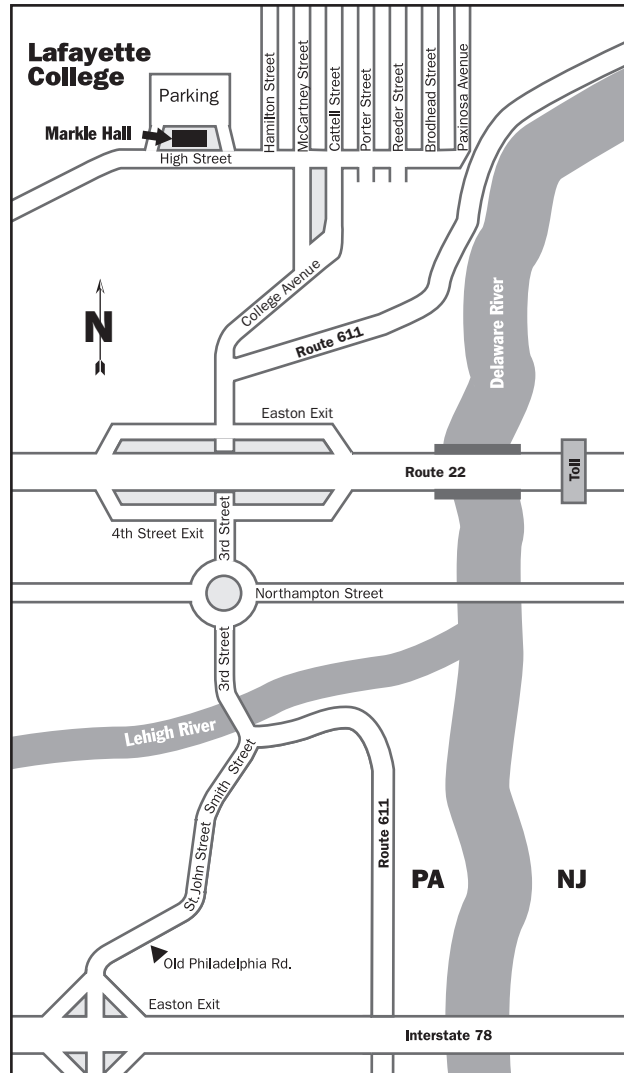 Lafayette
College
Parking
Markle Hall
High Street
Hamilton Street
McCartney Street
Cattell Street
Porter Street
Reeder Street
Brodhead Street
Paxinosa Avenue
N
College Avenue
Route 611
Delaware River
Easton Exit
Route 22
Toll
4th Street Exit
3rd Street
Northampton Street
3rd Street
Lehigh River
Smith Street
St.John Street
Route 611
PA
NJ
Old Philadelphia Rd.
Easton Exit
Interstate 78